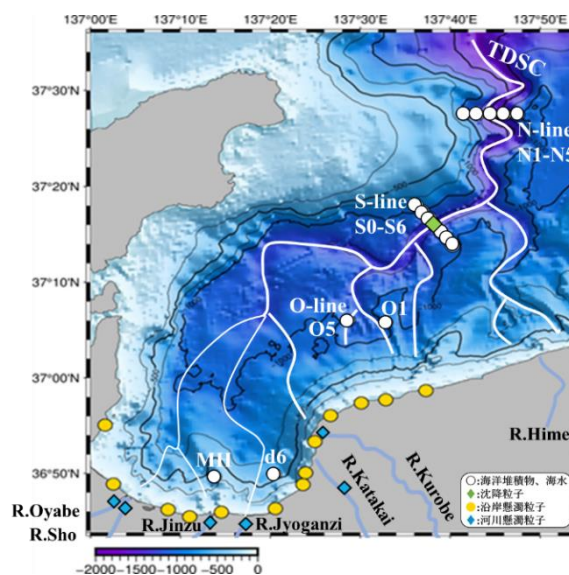 137°00' 137°10' 137°20' 137°30' 137°40' 137°50'
TDSC
37°30'
N-line
N1-N5
37°20'
S-line
S0-S6
37°10'
O-line
O5
O1
37°00'
R.Hime
36°50'
MH
d6
R.Katakai
R.Kurobe
R.Oyabe
R.Sho
R.Jinzu
R.Jyoganzi
:海洋堆積物、海水
:沈降粒子
:沿岸懸濁粒子
:河川懸濁粒子
-2000 -1500 -1000 -500 0